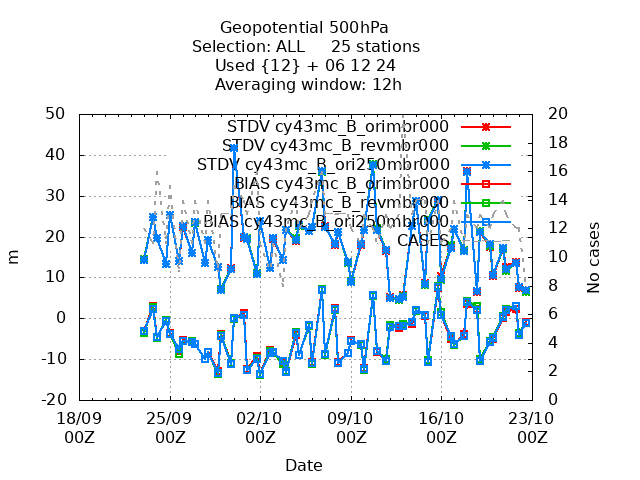 Geopotential 500hPa
Selection: ALL     25 stations
Used {12} + 06 12 24
Averaging window: 12h
STDV cy43mc_B_orimbr000
STDV cy43mc_B_revmbr000
STDV cy43mc_B_ori250mbr000
BIAS cy43mc_B_orimbr000
BIAS cy43mc_B_revmbr000
BIAS cy43mc_B_ori250mbr000
CASES
50
40
30
20
10
0
-10
-20
m
20
18
16
14
12
10
8
6
4
2
0
No cases
18/09 25/09 02/10 09/10 16/10 23/10
00Z 00Z 00Z 00Z 00Z 00Z
Date